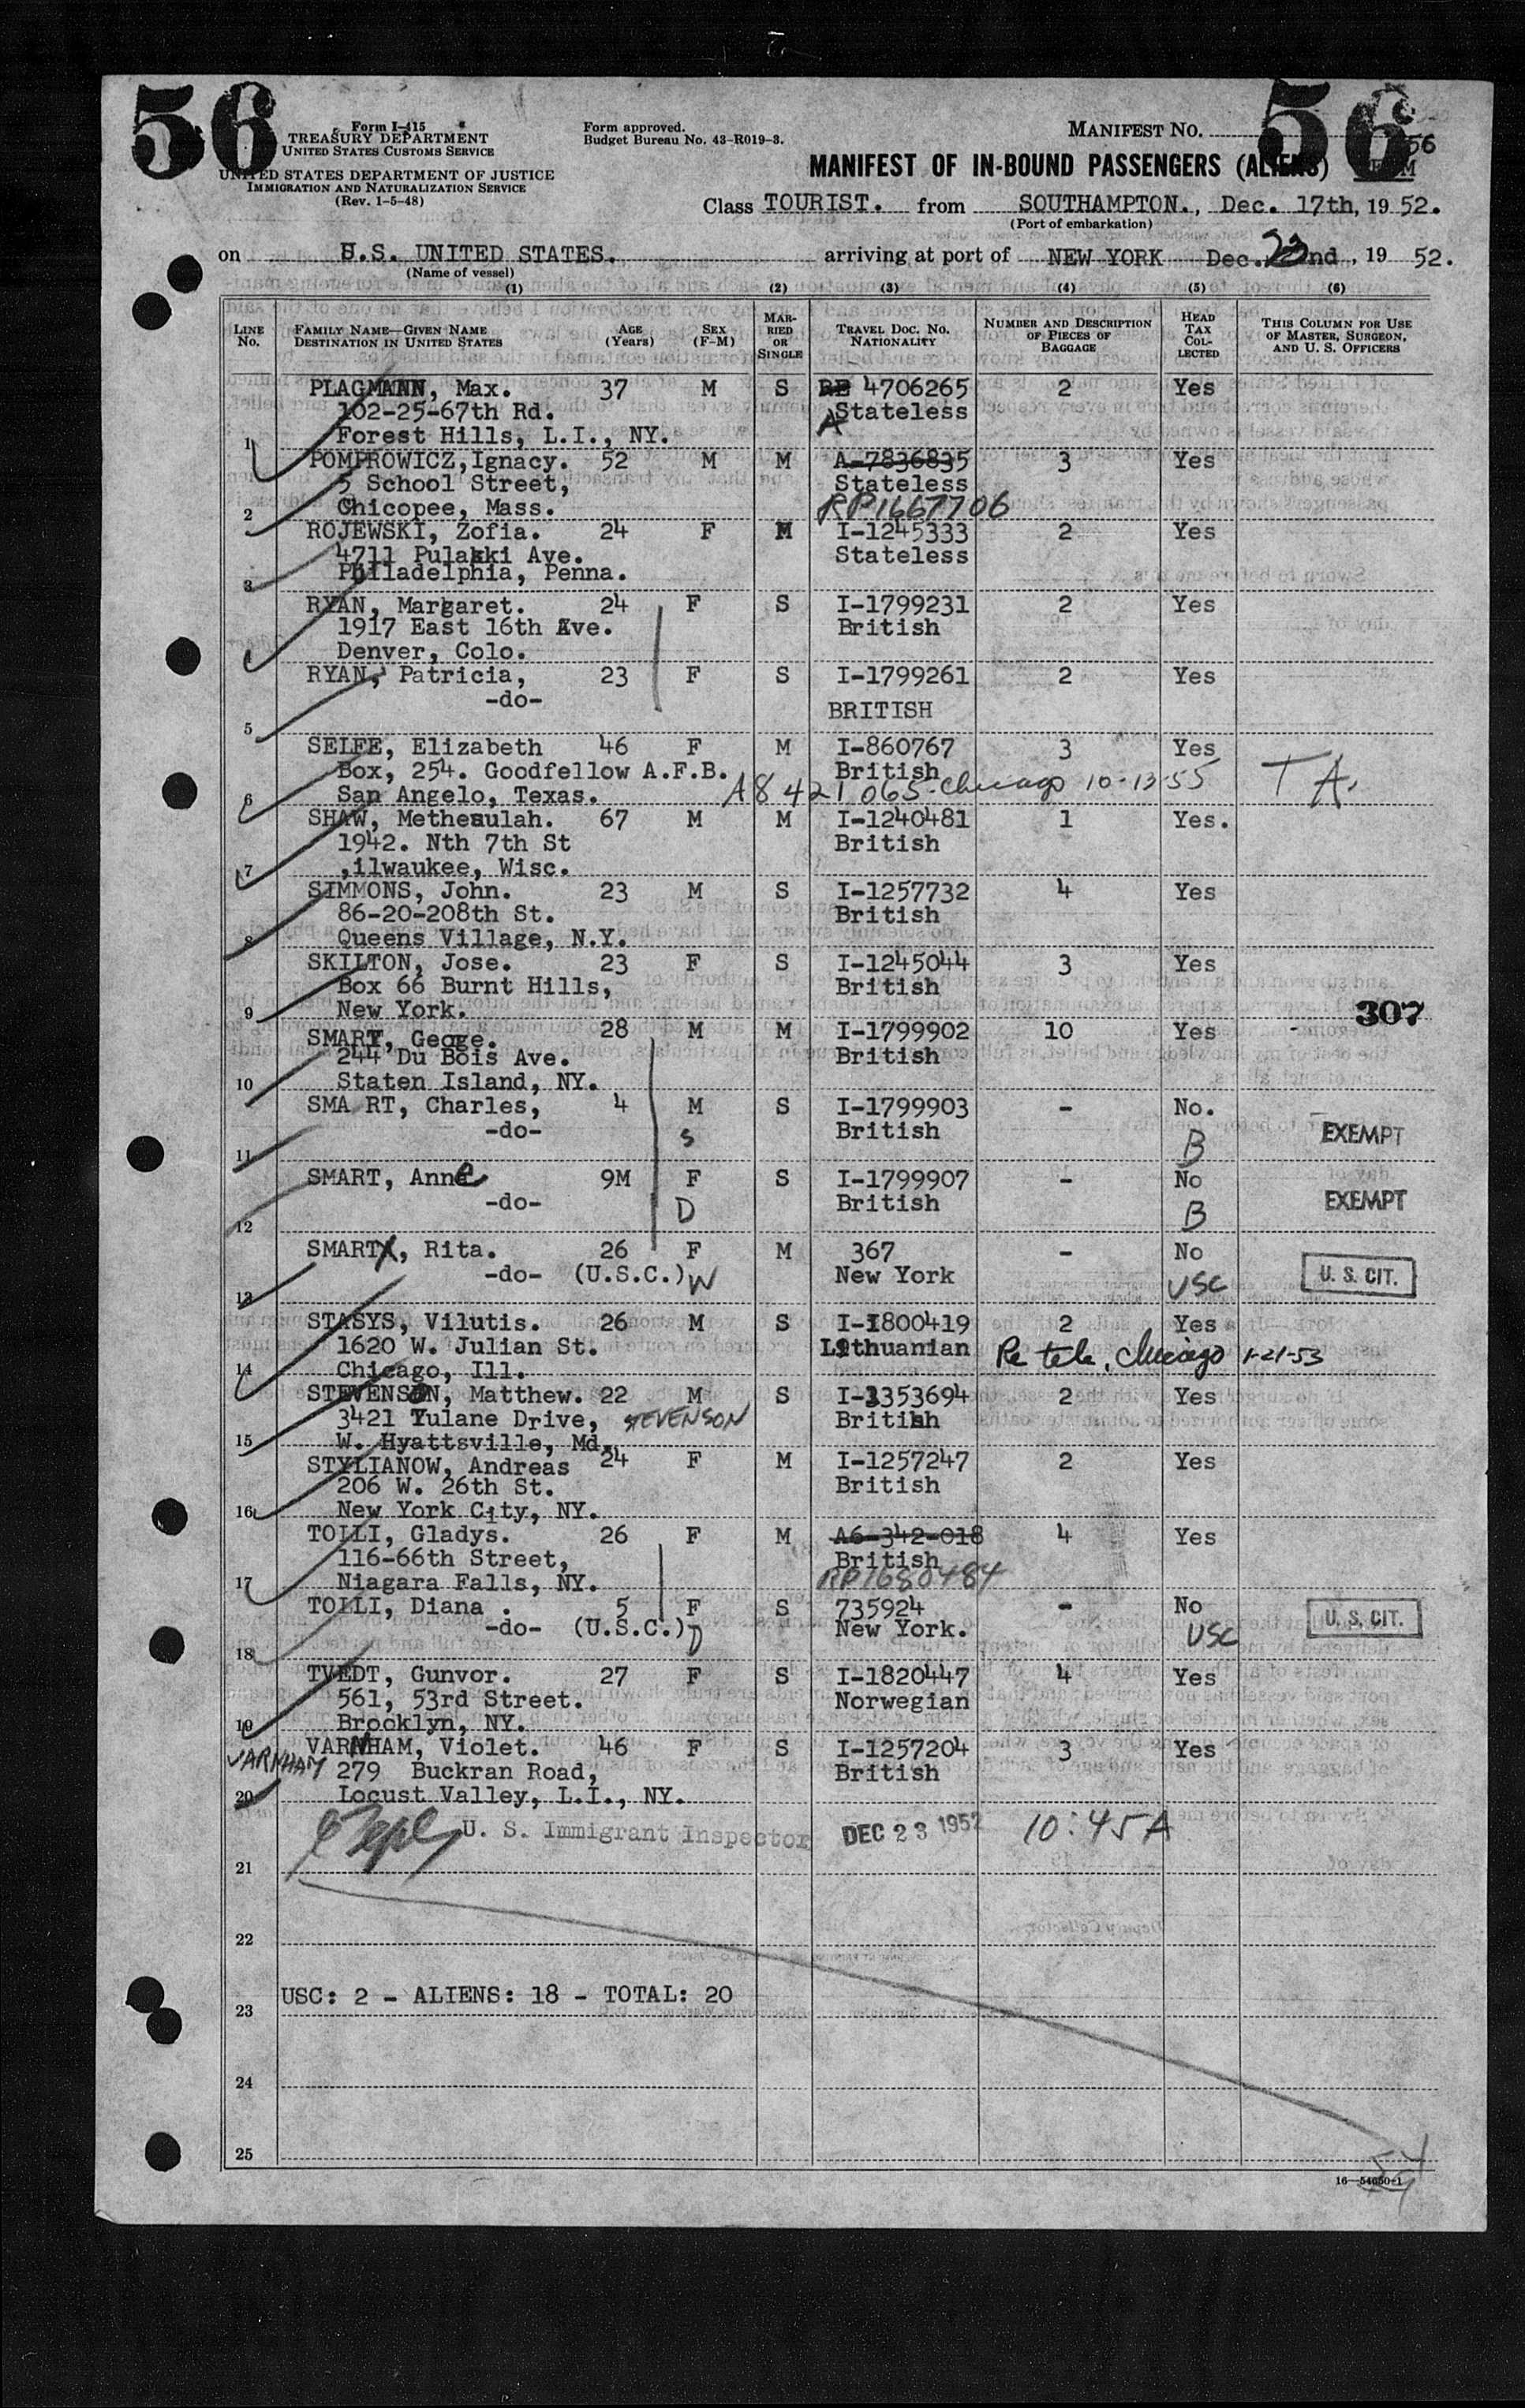 56
56
Form I-415
TREASURY DEPARTMENT
UNITED STATES CUSTOMS SERVICE
UNITED STATES DEPARTMENT OF JUSTICE
IMMIGRATION AND NATURALIZATION SERVICE
(Rev. 1-5-48)
Form approved.
Budget Bureau No. 43-R019-3.
MANIFEST NO. 56
MANIFEST OF IN-BOUND PASSENGERS (ALIENS)
Class TOURIST. from SOUTHAMPTON., Dec. 17th, 19 52.
(Port of embarkation)
on S.S. UNITED STATES. arriving at port of NEW YORK Dec. 22nd, 19 52.
(Name of vessel)
(1) (2) (3) (4) (5) (6)
LINE NO. FAMILY NAME—GIVEN NAME DESTINATION IN UNITED STATES AGE (Years) SEX (F-M) MARRIED OR SINGLE TRAVEL DOC. NO. NATIONALITY NUMBER AND DESCRIPTION OF PIECES OF BAGGAGE HEAD TAX COLLECTED THIS COLUMN FOR USE OF MASTER, SURGEON, AND U. S. OFFICERS
PLAGMANN, Max. 37 M S RE 4706265 2 Yes
102-25-67th Rd. A Stateless
1 Forest Hills, L.I., NY.
POMPROWICZ, Ignacy. 52 M M A-7836835 3 Yes
5 School Street, Stateless
2 Chicopee, Mass. RP1667706
ROJEWSKI, Zofia. 24 F M I-1245333 2 Yes
4711 Pulakki Ave. Stateless
3 Philadelphia, Penna.
RYAN, Margaret. 24 F S I-1799231 2 Yes
1917 East 16th Ave. British
Denver, Colo.
RYAN, Patricia, 23 F S I-1799261 2 Yes
-do- BRITISH
5
SELFE, Elizabeth 46 F M I-860767 3 Yes
Box, 254. Goodfellow A.F.B. British
6 San Angelo, Texas. A8 421 065 Chicago 10-13-55 T A.
SHAW, Methesulah. 67 M M I-1240481 1 Yes.
1942. Nth 7th St British
7 ,ilwaukee, Wisc.
SIMMONS, John. 23 M S I-1257732 4 Yes
86-20-208th St. British
8 Queens Village, N.Y.
SKILTON, Jose. 23 F S I-1245044 3 Yes
Box 66 Burnt Hills, British
9 New York. 307
SMART, Geoge. 28 M M I-1799902 10 Yes
244 Du Bois Ave. British
10 Staten Island, NY.
SMA RT, Charles, 4 M S I-1799903 - No.
-do- S British B EXEMPT
11
SMART, Anne 9M F S I-1799907 - No
-do- D British B EXEMPT
12
SMART, Rita. 26 F M 367 - No
-do- (U.S.C.) W New York USC U. S. CIT.
13
STASYS, Vilutis. 26 M S I-1800419 2 Yes
1620 W. Julian St. Lithuanian Re tele. Chicago 1-21-53
14 Chicago, Ill.
STEVENSON, Matthew. 22 M S I-1353694 2 Yes
3421 Tulane Drive, STEVENSON British
15 W. Hyattsville, Md.
STYLIANOW, Andreas 24 F M I-1257247 2 Yes
206 W. 26th St. British
16 New York City, NY.
TOILI, Gladys. 26 F M A6-342-018 4 Yes
116-66th Street, British
17 Niagara Falls, NY. RP1680484
TOILI, Diana . 5 F S 735924 - No
-do- (U.S.C.) D New York. USC U. S. CIT.
18
TVEDT, Gunvor. 27 F S I-1820447 4 Yes
561, 53rd Street. Norwegian
19 Brooklyn, NY.
VARNHAM, Violet. 46 F S I-1257204 3 Yes
VARNHAM 279 Buckran Road, British
20 Locust Valley, L.I., NY.
U. S. Immigrant Inspector DEC 23 1952 10:45A
21
22
USC: 2 - ALIENS: 18 - TOTAL: 20
23
24
25
16—54650-1